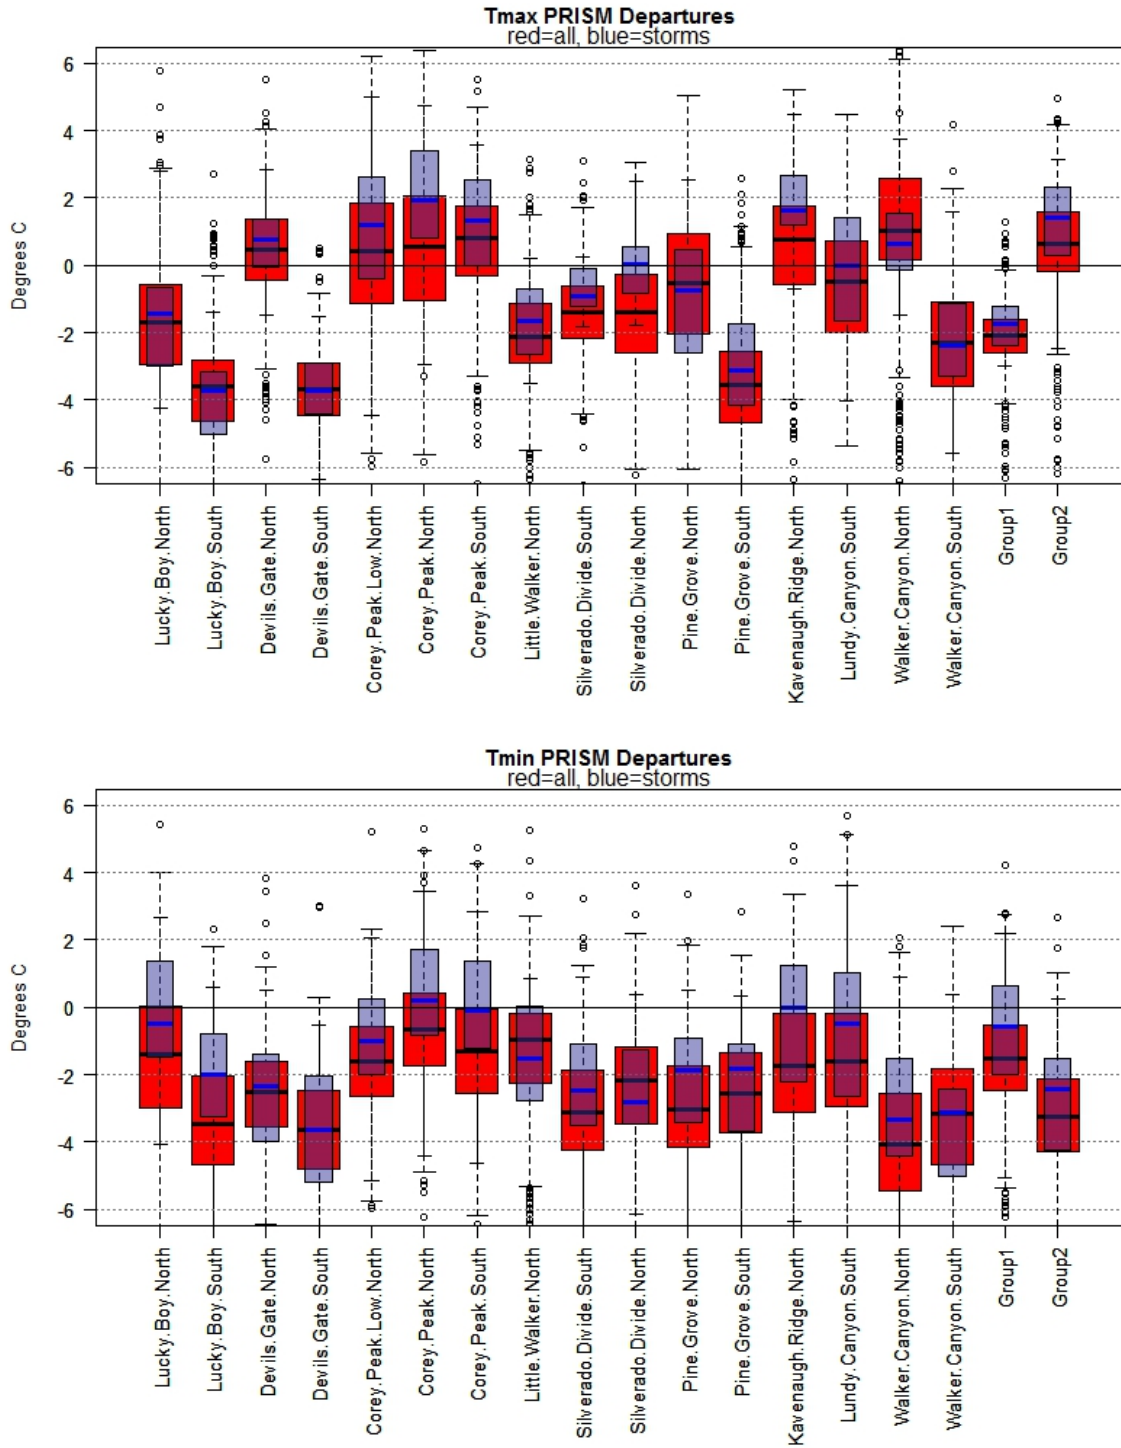 Tmax PRISM Departures
red=all, blue=storms
Degrees C
6
4
2
0
-2
-4
-6
Lucky.Boy.North
Lucky.Boy.South
Devils.Gate.North
Devils.Gate.South
Corey.Peak.Low.North
Corey.Peak.North
Corey.Peak.South
Little.Walker.North
Silverado.Divide.South
Silverado.Divide.North
Pine.Grove.North
Pine.Grove.South
Kavenaugh.Ridge.North
Lundy.Canyon.South
Walker.Canyon.North
Walker.Canyon.South
Group1
Group2
Tmin PRISM Departures
red=all, blue=storms
Degrees C
6
4
2
0
-2
-4
-6
Lucky.Boy.North
Lucky.Boy.South
Devils.Gate.North
Devils.Gate.South
Corey.Peak.Low.North
Corey.Peak.North
Corey.Peak.South
Little.Walker.North
Silverado.Divide.South
Silverado.Divide.North
Pine.Grove.North
Pine.Grove.South
Kavenaugh.Ridge.North
Lundy.Canyon.South
Walker.Canyon.North
Walker.Canyon.South
Group1
Group2